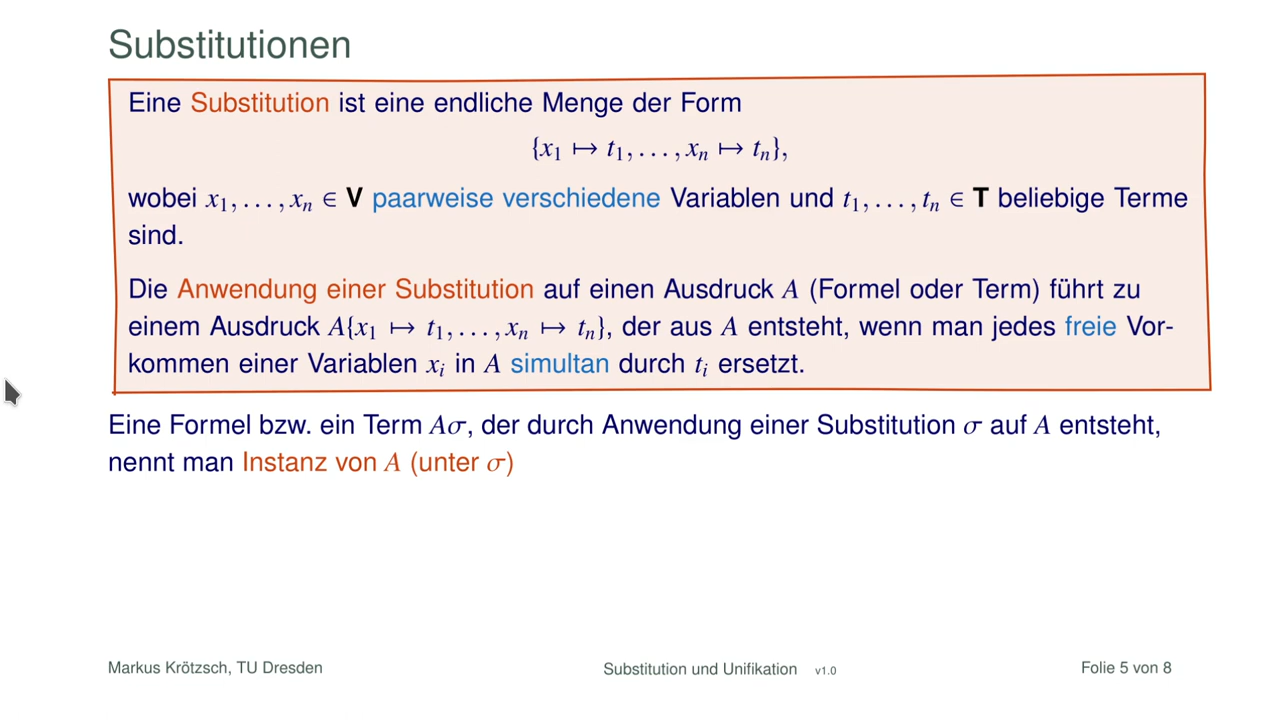 Substitutionen
Eine Substitution ist eine endliche Menge der Form
{x₁ ↦ t₁, . . . , xₙ ↦ tₙ},
wobei x₁, . . . , xₙ ∈ V paarweise verschiedene Variablen und t₁, . . . , tₙ ∈ T beliebige Terme
sind.
Die Anwendung einer Substitution auf einen Ausdruck A (Formel oder Term) führt zu
einem Ausdruck A{x₁ ↦ t₁, . . . , xₙ ↦ tₙ}, der aus A entsteht, wenn man jedes freie Vor-
kommen einer Variablen xᵢ in A simultan durch tᵢ ersetzt.
Eine Formel bzw. ein Term Aσ, der durch Anwendung einer Substitution σ auf A entsteht,
nennt man Instanz von A (unter σ)
Markus Krötzsch, TU Dresden Substitution und Unifikation v1.0 Folie 5 von 8